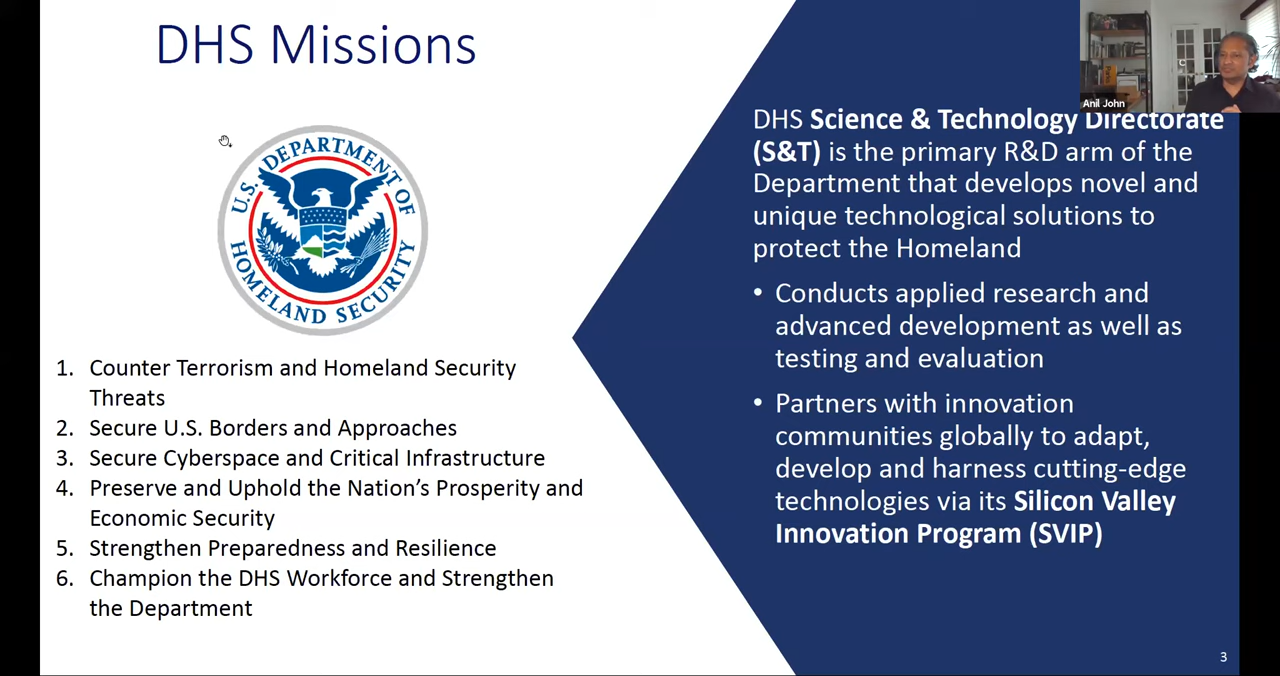 DHS Missions
U.S. DEPARTMENT OF
HOMELAND SECURITY
1. Counter Terrorism and Homeland Security
Threats
2. Secure U.S. Borders and Approaches
3. Secure Cyberspace and Critical Infrastructure
4. Preserve and Uphold the Nation’s Prosperity and
Economic Security
5. Strengthen Preparedness and Resilience
6. Champion the DHS Workforce and Strengthen
the Department
Anil John
DHS Science & Technology Directorate
(S&T) is the primary R&D arm of the
Department that develops novel and
unique technological solutions to
protect the Homeland
• Conducts applied research and
advanced development as well as
testing and evaluation
• Partners with innovation
communities globally to adapt,
develop and harness cutting-edge
technologies via its Silicon Valley
Innovation Program (SVIP)
3